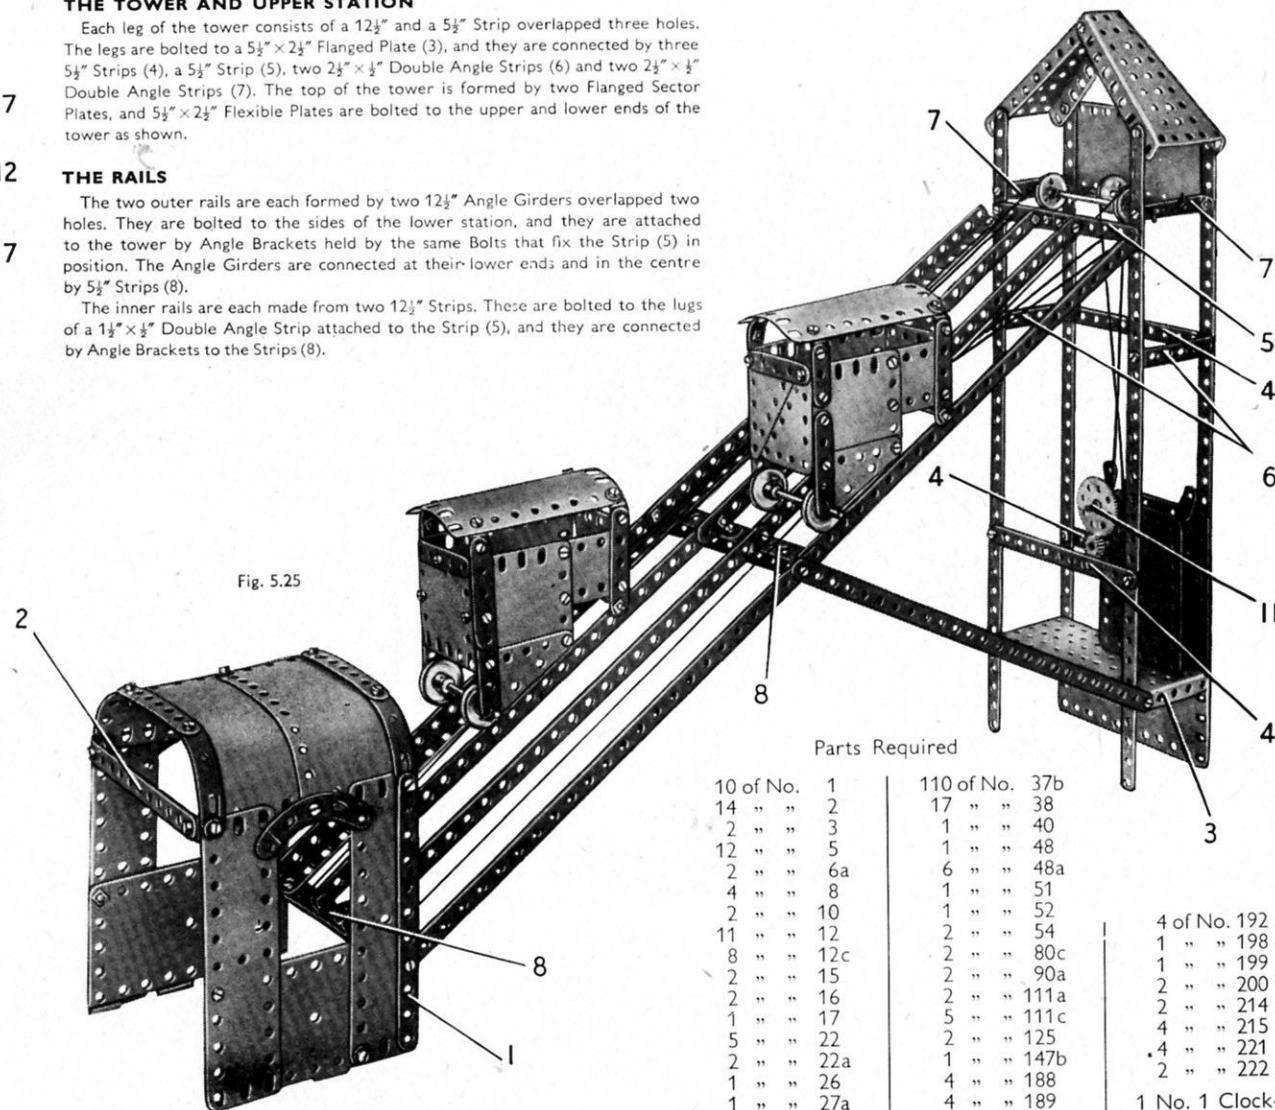 THE TOWER AND UPPER STATION
Each leg of the tower consists of a 12½″ and a 5½″ Strip overlapped three holes.
The legs are bolted to a 5½″ × 2½″ Flanged Plate (3), and they are connected by three
5½″ Strips (4), a 5½″ Strip (5), two 2½″ × ½″ Double Angle Strips (6) and two 2½″ × ½″
Double Angle Strips (7). The top of the tower is formed by two Flanged Sector
Plates, and 5½″ × 2½″ Flexible Plates are bolted to the upper and lower ends of the
tower as shown.
7
12
7
THE RAILS
The two outer rails are each formed by two 12½″ Angle Girders overlapped two
holes. They are bolted to the sides of the lower station, and they are attached
to the tower by Angle Brackets held by the same Bolts that fix the Strip (5) in
position. The Angle Girders are connected at their lower ends and in the centre
by 5½″ Strips (8).
The inner rails are each made from two 12½″ Strips. These are bolted to the lugs
of a 1½″ × ½″ Double Angle Strip attached to the Strip (5), and they are connected
by Angle Brackets to the Strips (8).
7
7
5
4
6
4
11
4
3
8
Fig. 5.25
2
8
1
Parts Required
10 of No. 1
14 " " 2
2 " " 3
12 " " 5
2 " " 6a
4 " " 8
2 " " 10
11 " " 12
8 " " 12c
2 " " 15
2 " " 16
1 " " 17
5 " " 22
2 " " 22a
1 " " 26
1 " " 27a
110 of No. 37b
17 " " 38
1 " " 40
1 " " 48
6 " " 48a
1 " " 51
1 " " 52
2 " " 54
2 " " 80c
2 " " 90a
2 " " 111a
5 " " 111c
2 " " 125
1 " " 147b
4 " " 188
4 " " 189
4 of No. 192
1 " " 198
1 " " 199
2 " " 200
2 " " 214
4 " " 215
4 " " 221
2 " " 222
1 No. 1 Clock-